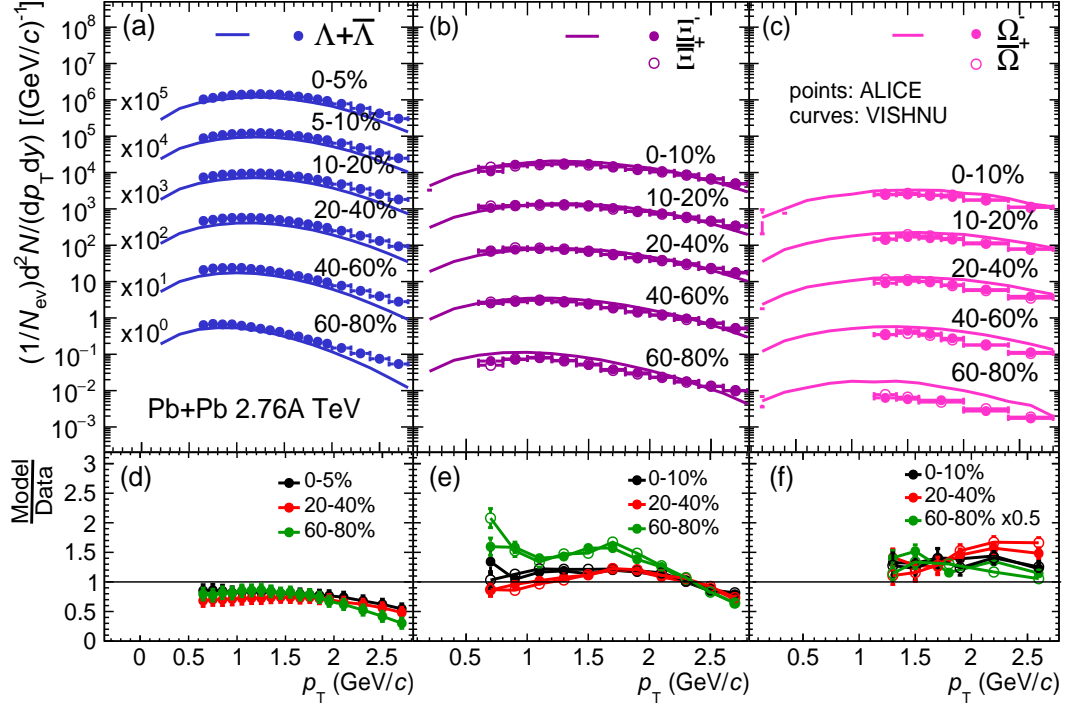 (1/N_ev)d²N/(dp_Tdy) [(GeV/c)⁻¹]
10⁸
10⁷
10⁶
10⁵
10⁴
10³
10²
10
1
10⁻¹
10⁻²
10⁻³
(a)
Λ+Λ̅
0-5%
x10⁵
5-10%
x10⁴
10-20%
x10³
20-40%
x10²
40-60%
x10¹
60-80%
x10⁰
Pb+Pb 2.76A TeV
(b)
Ξ⁻
Ξ̅⁺
0-10%
10-20%
20-40%
40-60%
60-80%
(c)
Ω⁻
Ω̅⁺
points: ALICE
curves: VISHNU
0-10%
10-20%
20-40%
40-60%
60-80%
Model
Data
3
2.5
2
1.5
1
0.5
0
(d)
0-5%
20-40%
60-80%
(e)
0-10%
20-40%
60-80%
(f)
0-10%
20-40%
60-80% x0.5
0 0.5 1 1.5 2 2.5
0.5 1 1.5 2 2.5
0.5 1 1.5 2 2.5
p_T (GeV/c)
p_T (GeV/c)
p_T (GeV/c)